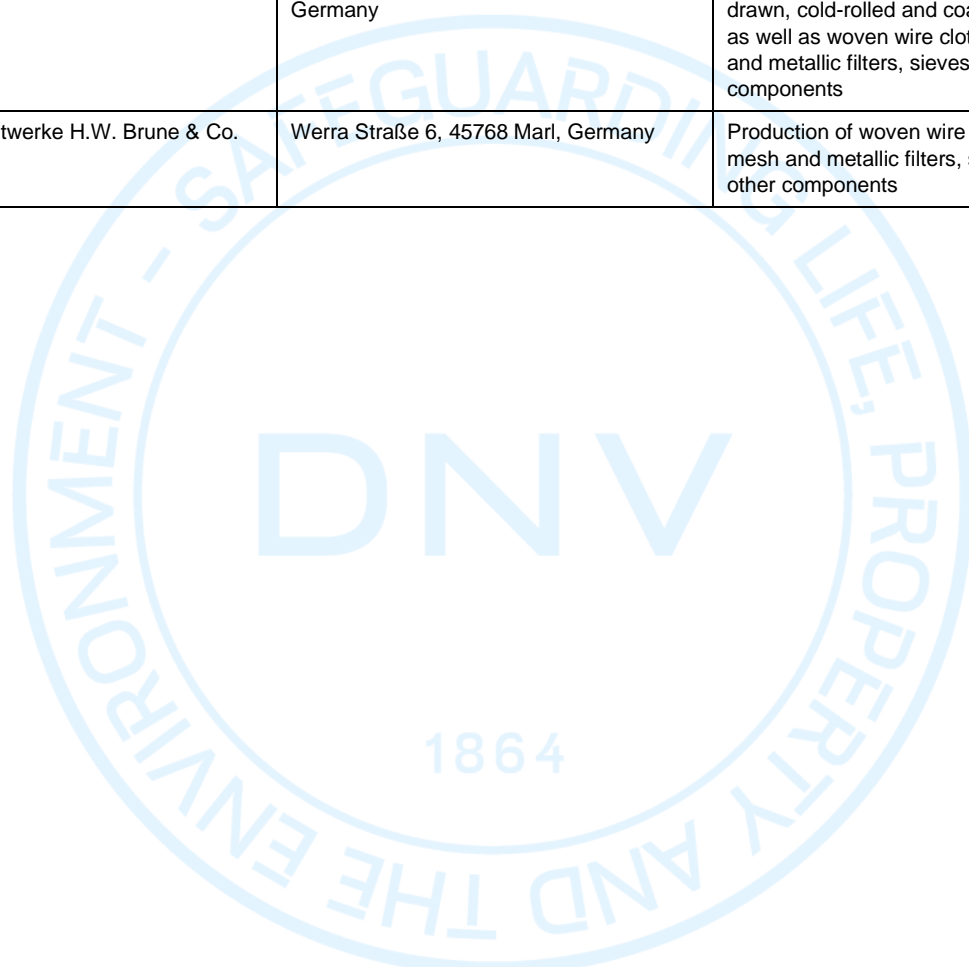 Germany
drawn, cold-rolled and coa
as well as woven wire clot
and metallic filters, sieves
components
twerke H.W. Brune & Co.
Werra Straße 6, 45768 Marl, Germany
Production of woven wire
mesh and metallic filters, s
other components
SAFEGUARDING LIFE, PROPERTY AND THE ENVIRONMENT -
DNV
1864